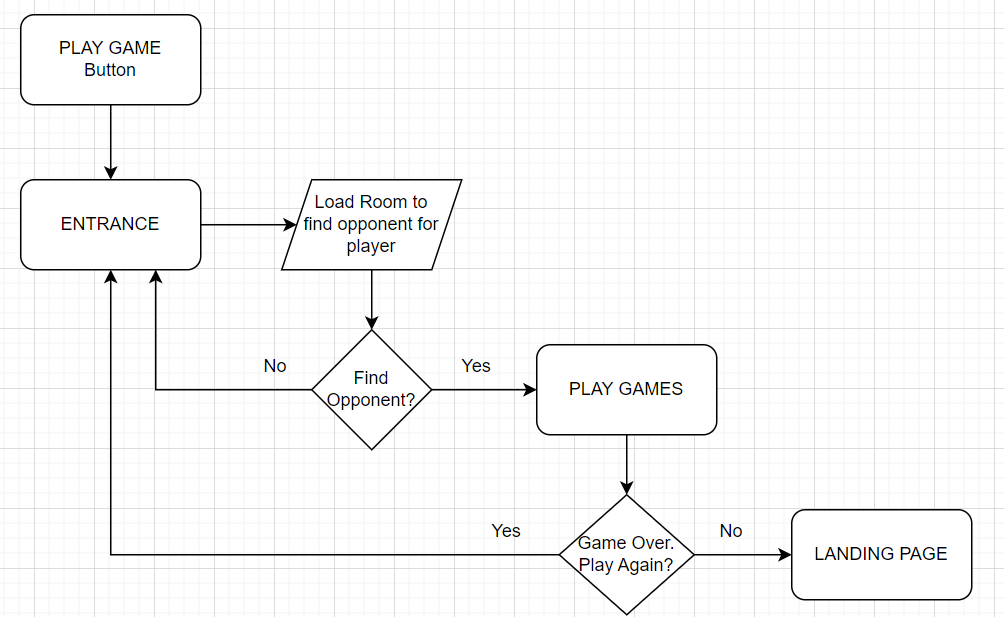 PLAY GAME
Button
ENTRANCE
Load Room to
find opponent for
player
No
Find
Opponent?
Yes
PLAY GAMES
Yes
Game Over.
Play Again?
No
LANDING PAGE